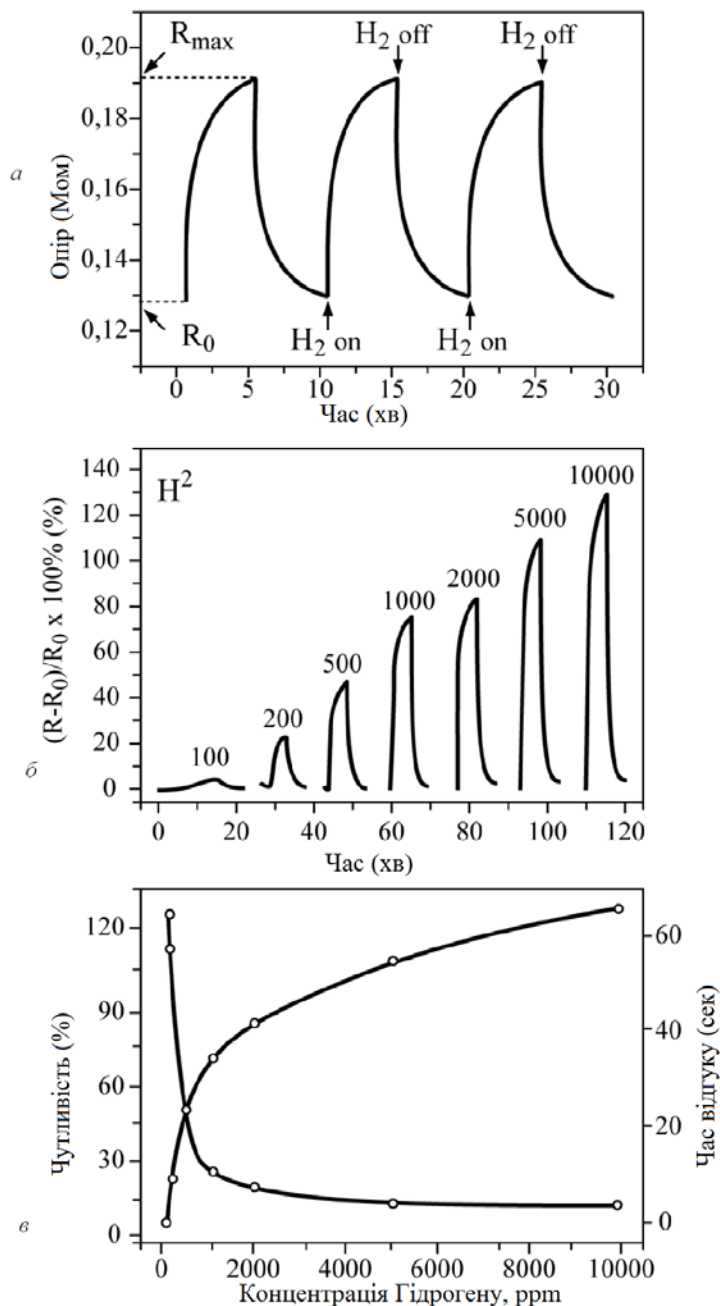 0,20
R_max
H₂ off
H₂ off
0,18
а
Опір (Мом)
0,16
0,14
0,12
R₀
H₂ on
H₂ on
0 5 10 15 20 25 30
Час (хв)
140
H²
10000
120
5000
100
2000
80
1000
(R-R₀)/R₀ x 100% (%)
60
500
40
200
20
100
0
б
0 20 40 60 80 100 120
Час (хв)
120
60
90
40
Чутливість (%)
Час відгуку (сек)
60
20
30
0
0
в
0 2000 4000 6000 8000 10000
Концентрація Гідрогену, ppm